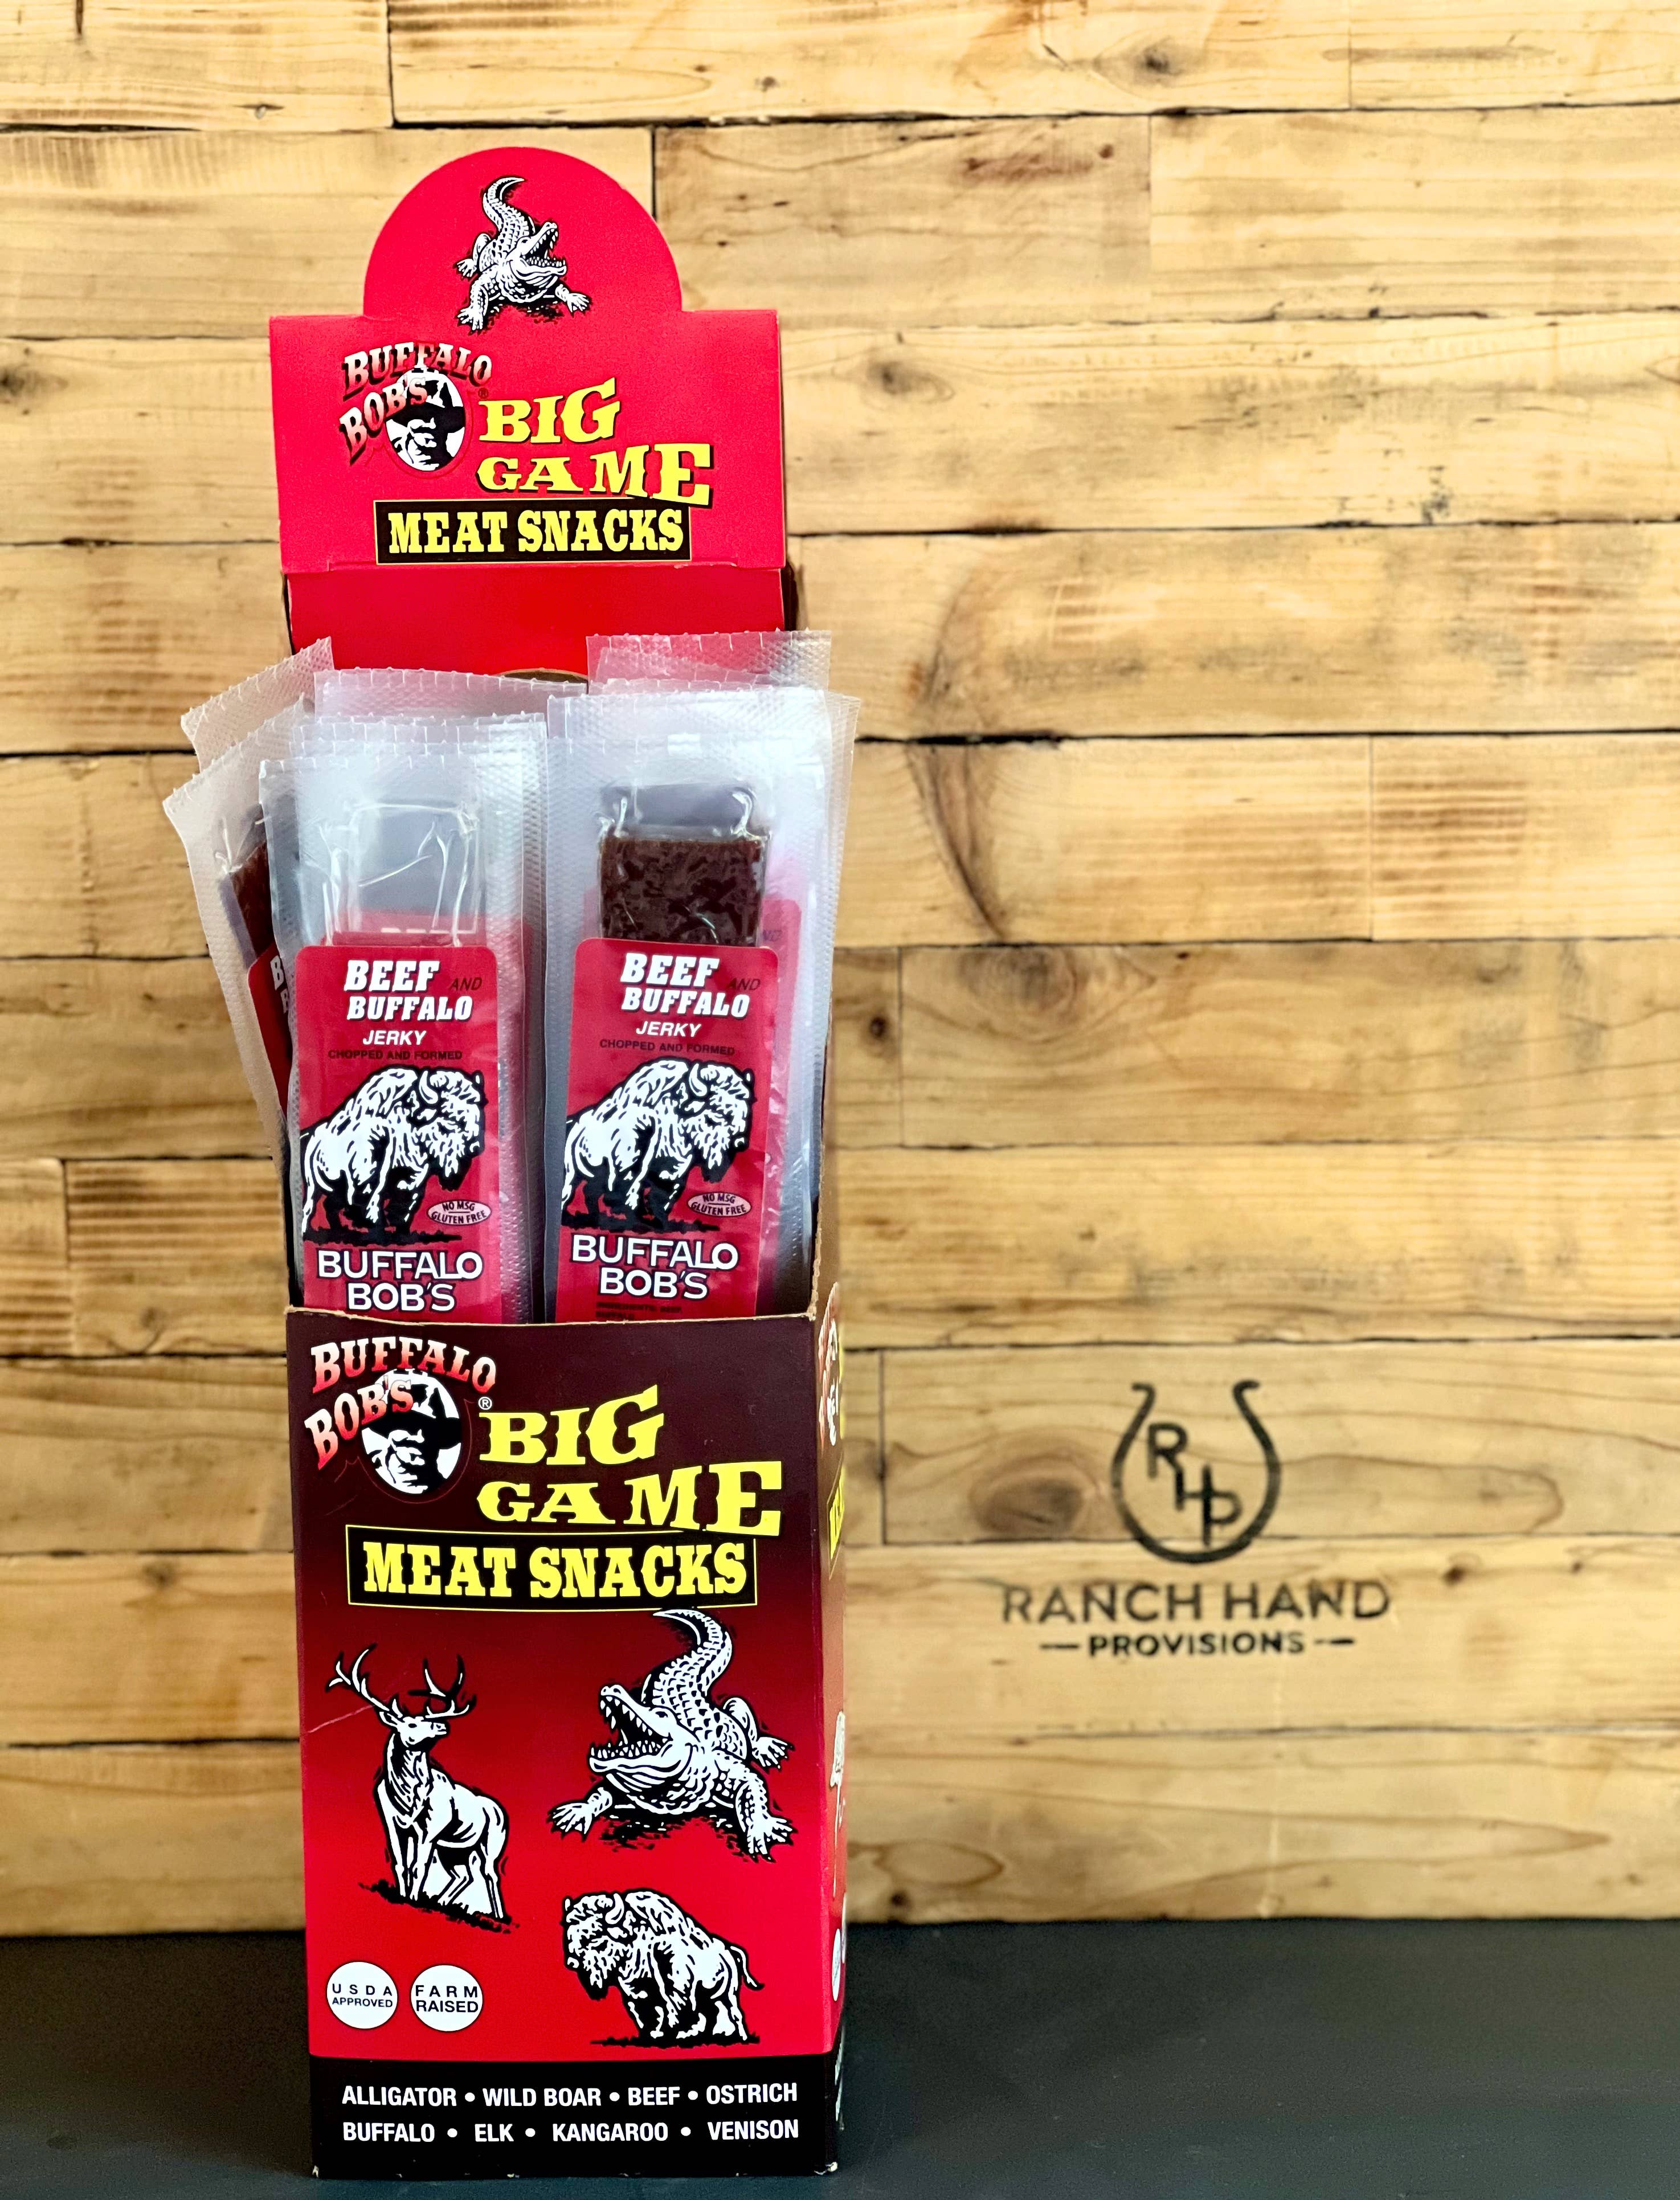 BUFFALO
BOB'S
BIG
GAME
MEAT SNACKS
BEEF AND
BUFFALO
JERKY
CHOPPED AND FORMED
NO MSG
GLUTEN FREE
BUFFALO
BOB'S
BEEF AND
BUFFALO
JERKY
CHOPPED AND FORMED
NO MSG
GLUTEN FREE
BUFFALO
BOB'S
BUFFALO
BOB'S ®
BIG
GAME
MEAT SNACKS
USDA
APPROVED
FARM
RAISED
ALLIGATOR • WILD BOAR • BEEF • OSTRICH
BUFFALO • ELK • KANGAROO • VENISON
RHP
RANCH HAND
PROVISIONS